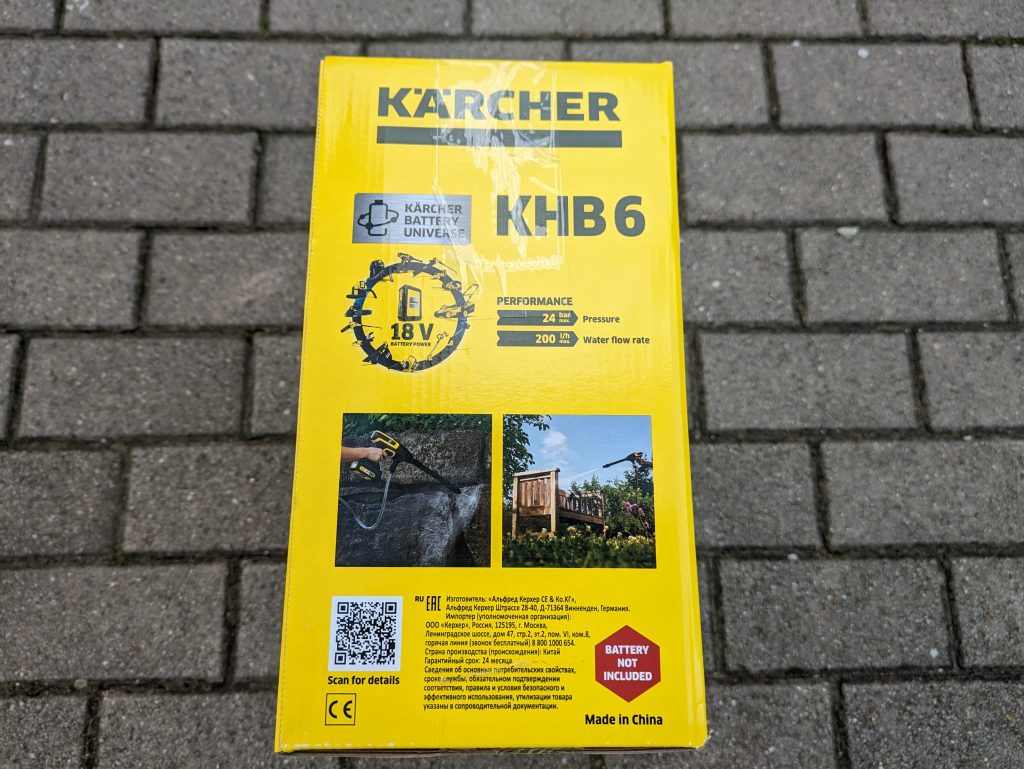 KÄRCHER
KÄRCHER
BATTERY
UNIVERSE
KHB 6
18 V
BATTERY POWER
PERFORMANCE
24 bar max. Pressure
200 l/h max. Water flow rate
RU EAC Изготовитель: «Альфред Керхер СЕ & Ко.КГ»,
Альфред Керхер Штрассе 28-40, Д-71364 Винненден, Германия.
Импортер (уполномоченная организация):
ООО «Керхер», Россия, 125195, г. Москва,
Ленинградское шоссе, дом 47, стр.2, эт.2, пом. VI, ком.8,
горячая линия (звонок бесплатный) 8 800 1000 654.
Страна производства (происхождения): Китай
Гарантийный срок: 24 месяца.
Сведения об основных потребительских свойствах,
сроке службы, обязательном подтверждении
соответствия, правила и условия безопасного и
эффективного использования, утилизации товара
указаны в сопроводительной документации.
Scan for details
CE
BATTERY
NOT
INCLUDED
Made in China